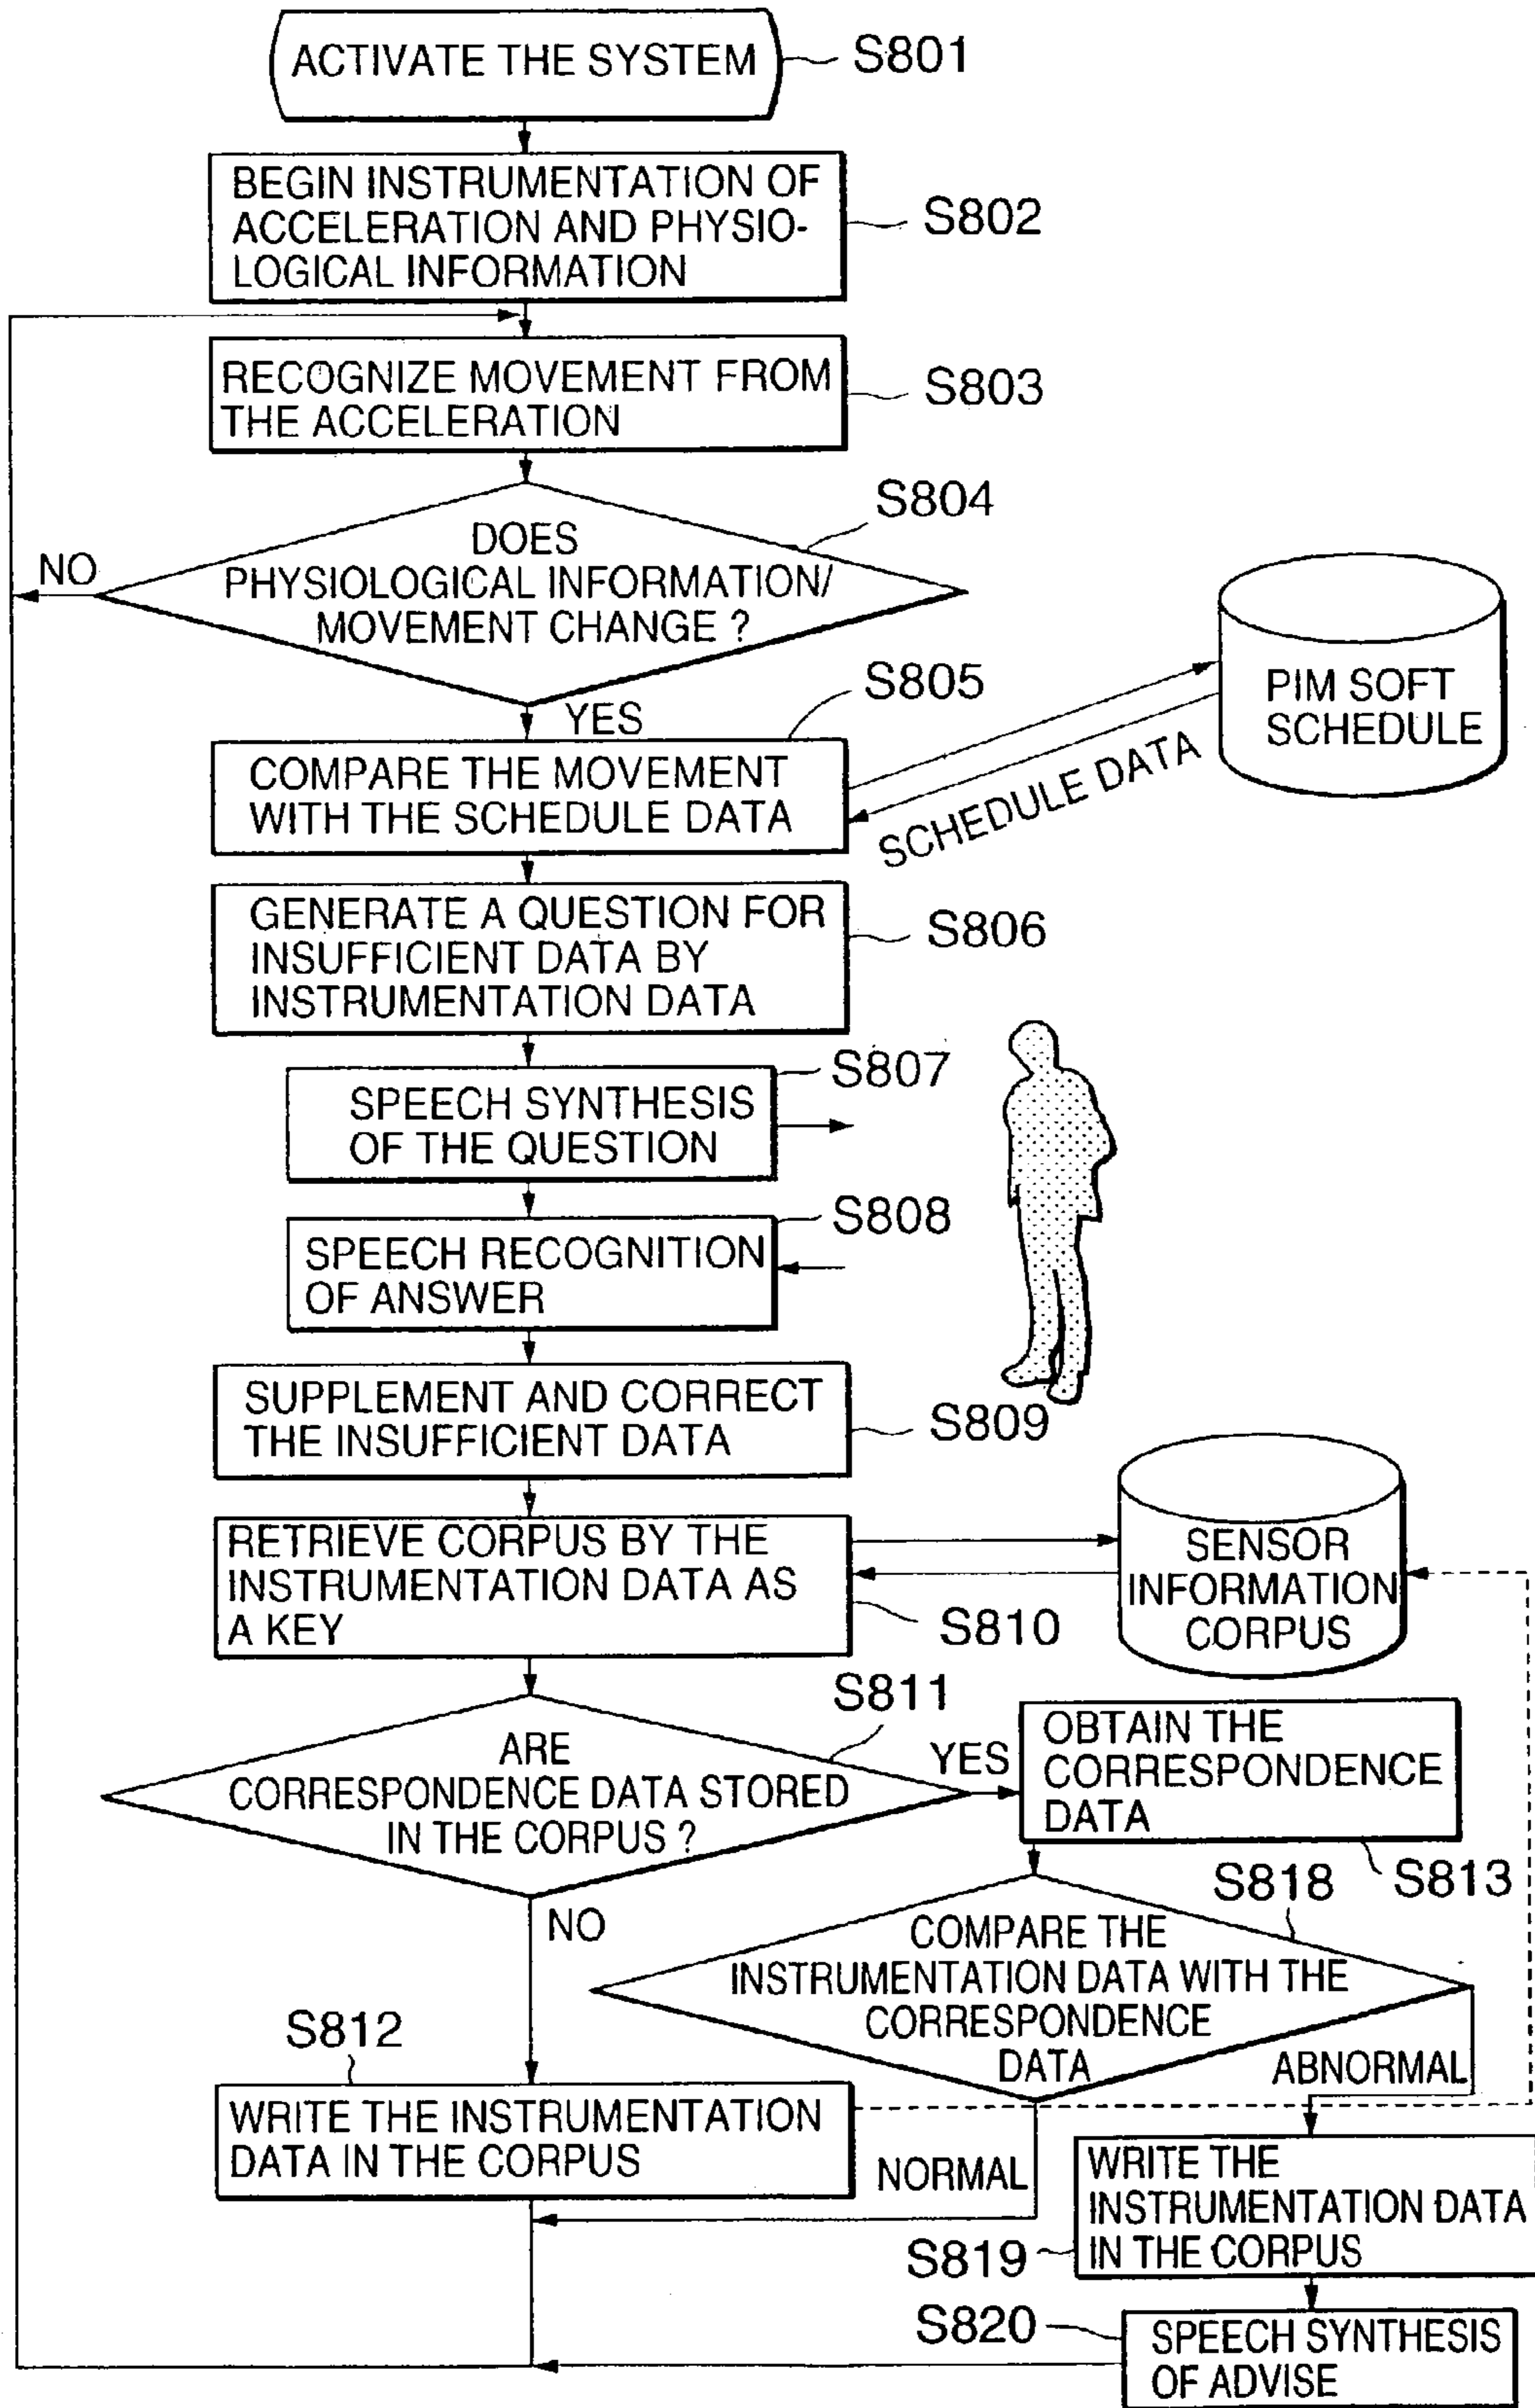 ACTIVATE THE SYSTEM
S801
BEGIN INSTRUMENTATION OF
ACCELERATION AND PHYSIO-
LOGICAL INFORMATION
S802
RECOGNIZE MOVEMENT FROM
THE ACCELERATION
S803
S804
DOES
PHYSIOLOGICAL INFORMATION/
MOVEMENT CHANGE ?
NO
YES
S805
COMPARE THE MOVEMENT
WITH THE SCHEDULE DATA
SCHEDULE DATA
PIM SOFT
SCHEDULE
GENERATE A QUESTION FOR
INSUFFICIENT DATA BY
INSTRUMENTATION DATA
S806
S807
SPEECH SYNTHESIS
OF THE QUESTION
S808
SPEECH RECOGNITION
OF ANSWER
SUPPLEMENT AND CORRECT
THE INSUFFICIENT DATA
S809
RETRIEVE CORPUS BY THE
INSTRUMENTATION DATA AS
A KEY
S810
SENSOR
INFORMATION
CORPUS
S811
ARE
CORRESPONDENCE DATA STORED
IN THE CORPUS ?
YES
NO
OBTAIN THE
CORRESPONDENCE
DATA
S813
S818
COMPARE THE
INSTRUMENTATION DATA WITH THE
CORRESPONDENCE
DATA
ABNORMAL
NORMAL
S812
WRITE THE INSTRUMENTATION
DATA IN THE CORPUS
WRITE THE
INSTRUMENTATION DATA
IN THE CORPUS
S819
S820
SPEECH SYNTHESIS
OF ADVISE